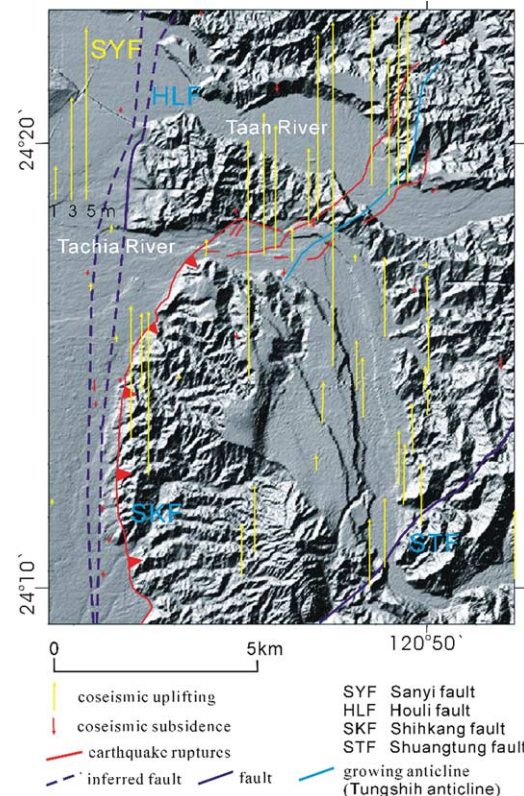 SYF
HLF
Taan River
24°20`
1 3 5 m
Tachia River
SKF
STF
24°10`
0 5km
120°50`
coseismic uplifting
coseismic subsidence
earthquake ruptures
inferred fault
fault
SYF Sanyi fault
HLF Houli fault
SKF Shihkang fault
STF Shuangtung fault
growing anticline
(Tungshih anticline)